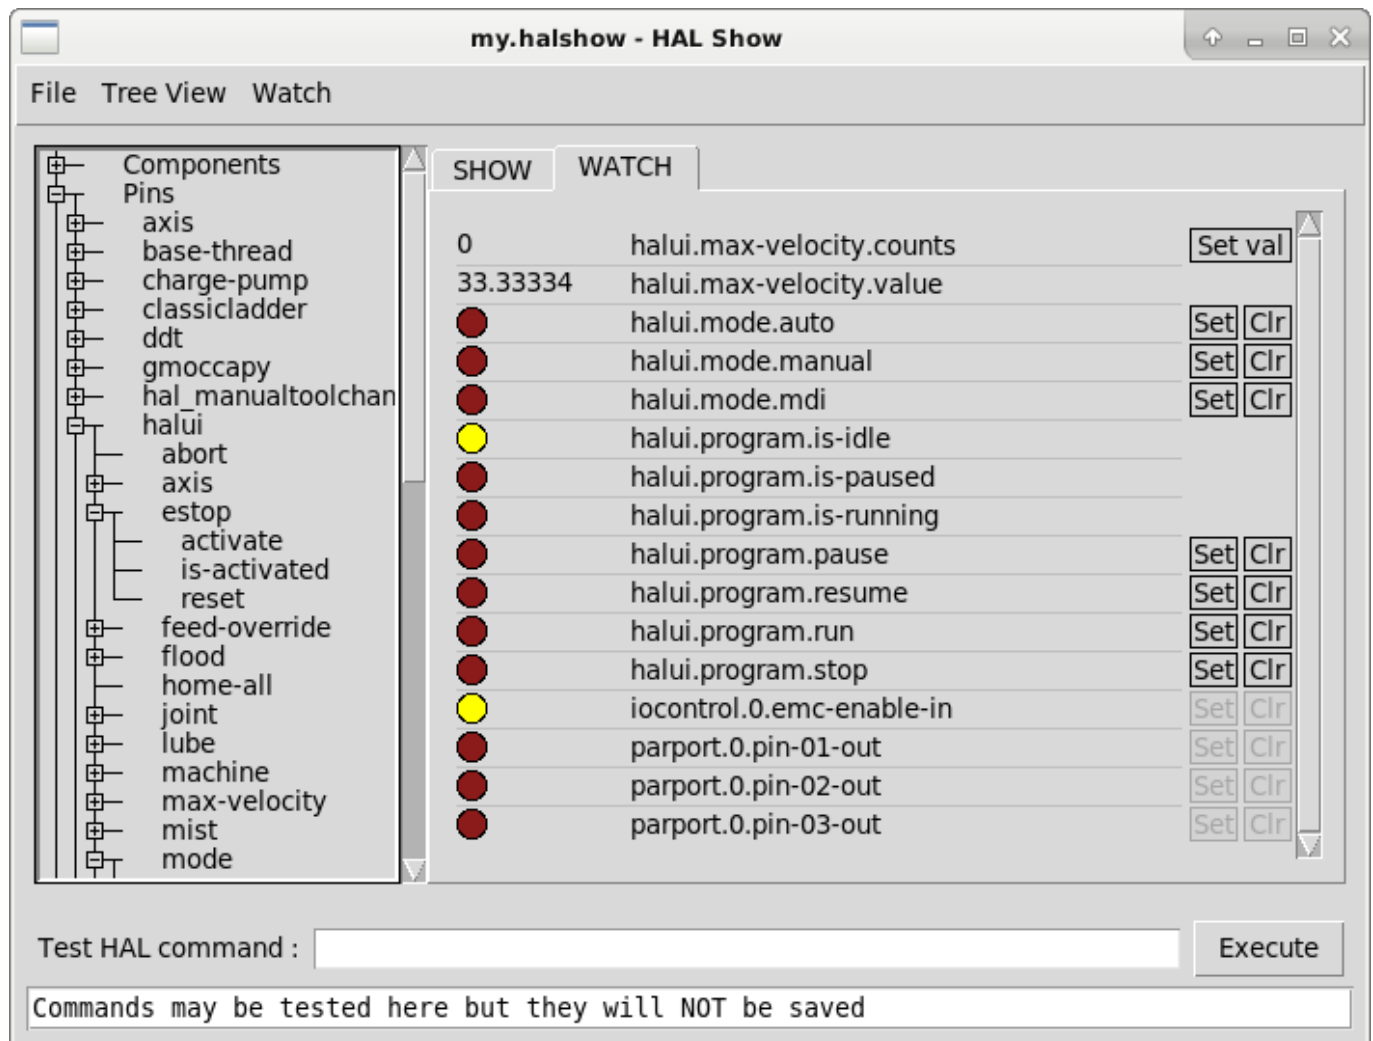 my.halshow - HAL Show
File Tree View Watch
Components
Pins
axis
base-thread
charge-pump
classicladder
ddt
gmoccapy
hal_manualtoolchan
halui
abort
axis
estop
activate
is-activated
reset
feed-override
flood
home-all
joint
lube
machine
max-velocity
mist
mode
SHOW WATCH
0 halui.max-velocity.counts Set val
33.33334 halui.max-velocity.value
halui.mode.auto Set Clr
halui.mode.manual Set Clr
halui.mode.mdi Set Clr
halui.program.is-idle
halui.program.is-paused
halui.program.is-running
halui.program.pause Set Clr
halui.program.resume Set Clr
halui.program.run Set Clr
halui.program.stop Set Clr
iocontrol.0.emc-enable-in Set Clr
parport.0.pin-01-out Set Clr
parport.0.pin-02-out Set Clr
parport.0.pin-03-out Set Clr
Test HAL command : Execute
Commands may be tested here but they will NOT be saved